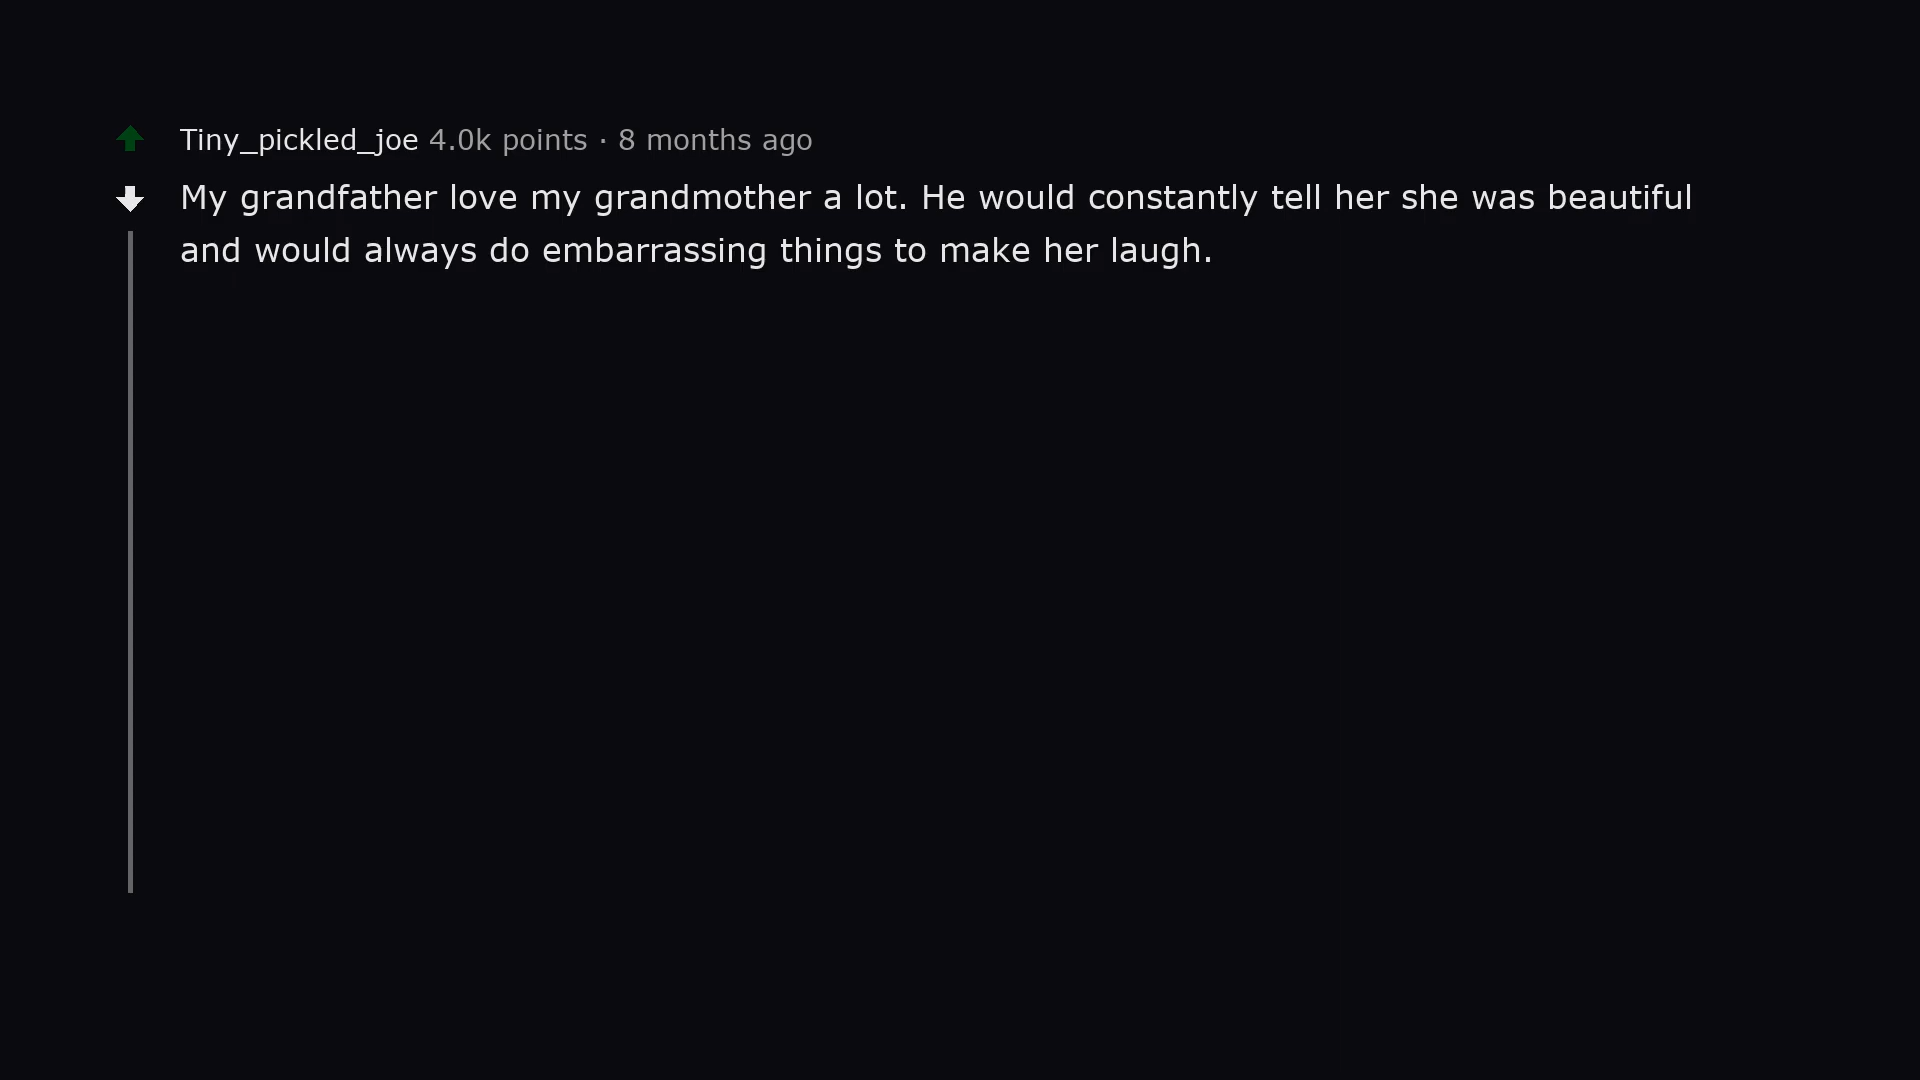 Tiny_pickled_joe 4.0k points · 8 months ago
My grandfather love my grandmother a lot. He would constantly tell her she was beautiful
and would always do embarrassing things to make her laugh.